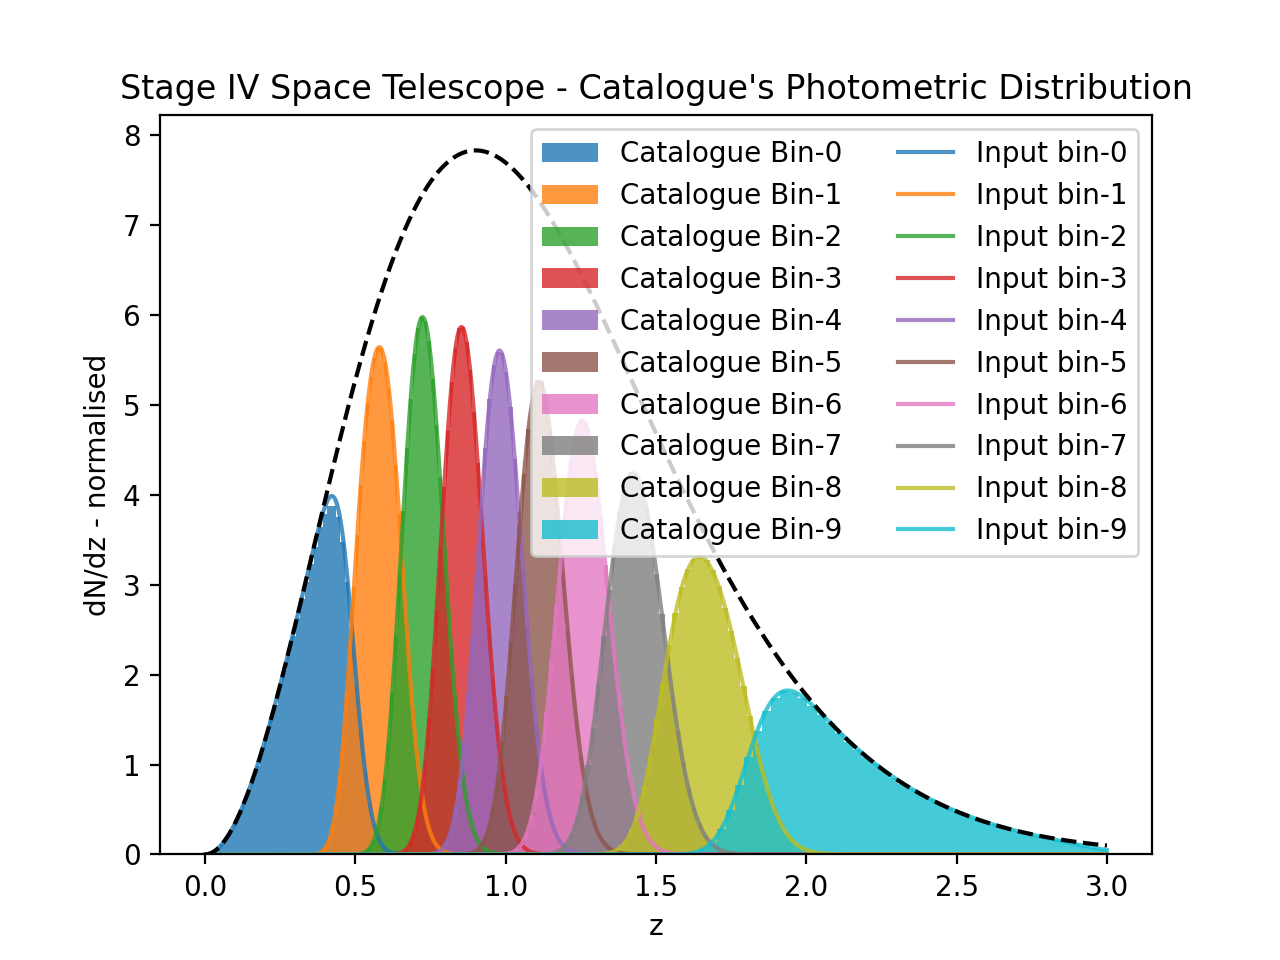 Stage IV Space Telescope - Catalogue's Photometric Distribution
dN/dz - normalised
8
7
6
5
4
3
2
1
0
Catalogue Bin-0
Catalogue Bin-1
Catalogue Bin-2
Catalogue Bin-3
Catalogue Bin-4
Catalogue Bin-5
Catalogue Bin-6
Catalogue Bin-7
Catalogue Bin-8
Catalogue Bin-9
Input bin-0
Input bin-1
Input bin-2
Input bin-3
Input bin-4
Input bin-5
Input bin-6
Input bin-7
Input bin-8
Input bin-9
0.0 0.5 1.0 1.5 2.0 2.5 3.0
z